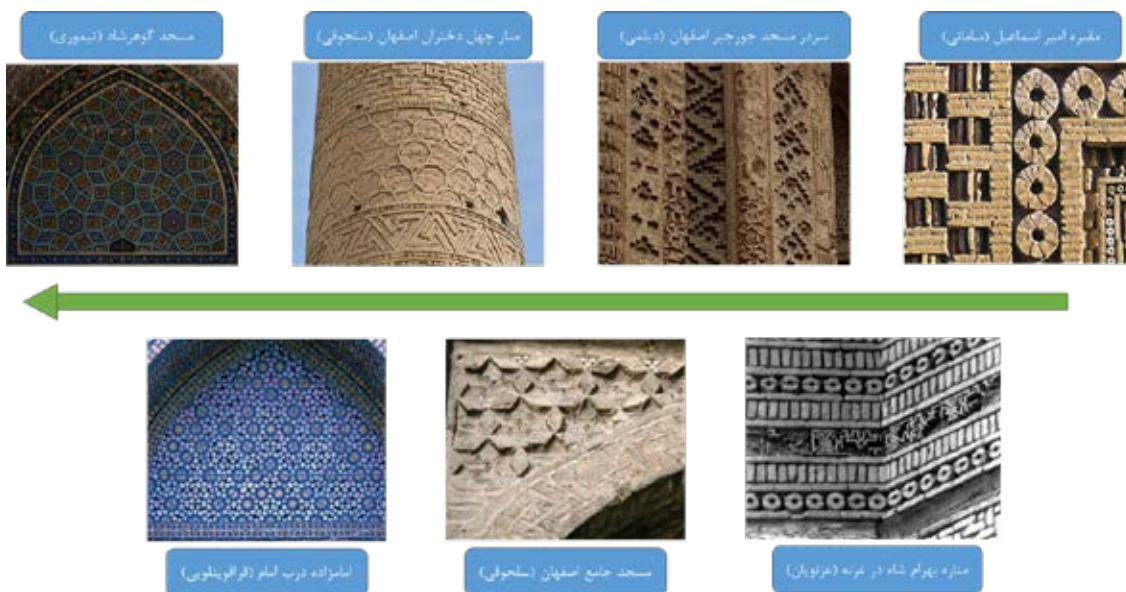 مقبره امیر اسماعیل (سامانی)
سردر مسجد جورجیر اصفهان (دیلمی)
منار چهل دختران اصفهان (سلجوقی)
مسجد گوهرشاد (تیموری)
مناره بهرام شاه در غزنه (غزنویان)
مسجد جامع اصفهان (سلجوقی)
امامزاده درب امام (قراقویونلویی)